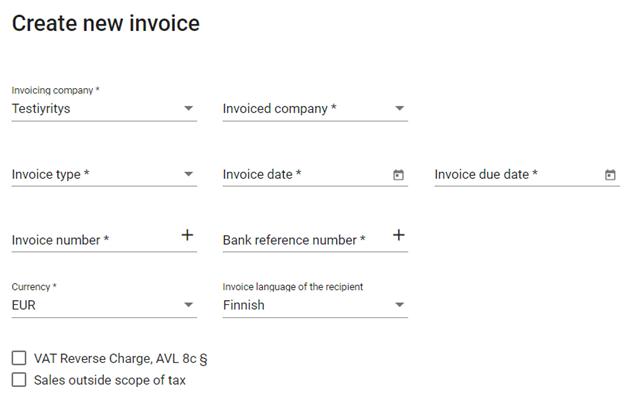 Create new invoice
Invoicing company *
Testiyritys
Invoiced company *
Invoice type *
Invoice date *
Invoice due date *
Invoice number *
Bank reference number *
Currency *
EUR
Invoice language of the recipient
Finnish
VAT Reverse Charge, AVL 8c §
Sales outside scope of tax